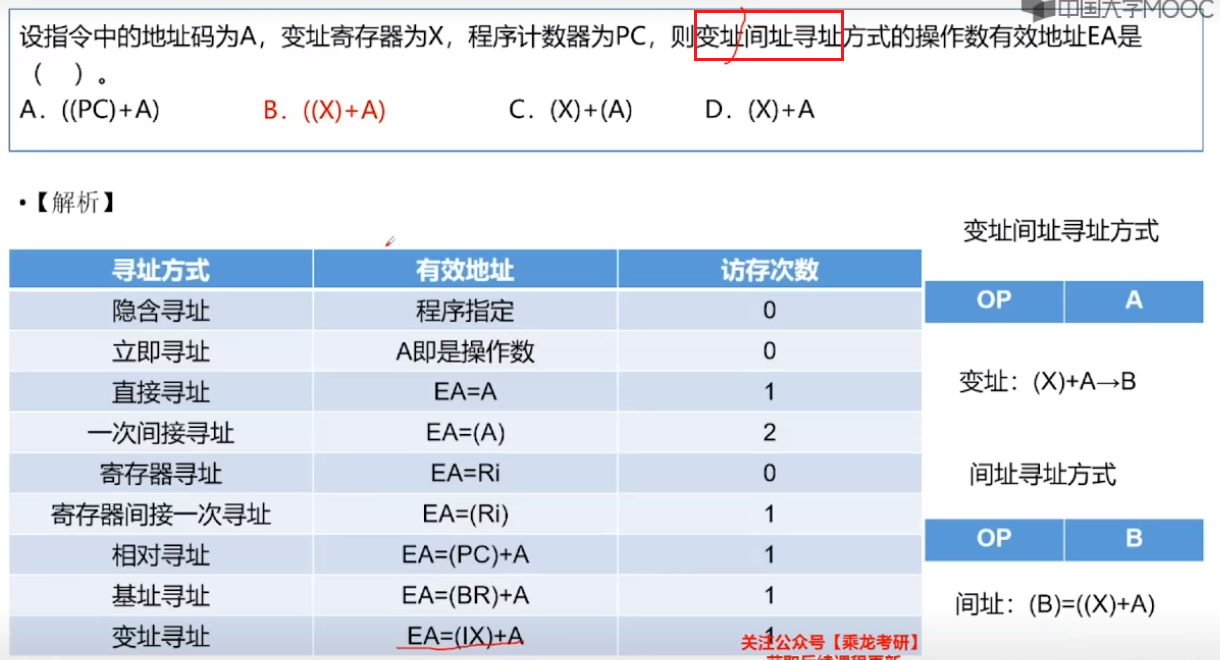 中国大学MOOC
设指令中的地址码为A，变址寄存器为X，程序计数器为PC，则变址间址寻址方式的操作数有效地址EA是
（ ）。
A．((PC)+A) B．((X)+A) C．(X)+(A) D．(X)+A
•【解析】
寻址方式 有效地址 访存次数
隐含寻址 程序指定 0
立即寻址 A即是操作数 0
直接寻址 EA=A 1
一次间接寻址 EA=(A) 2
寄存器寻址 EA=Ri 0
寄存器间接一次寻址 EA=(Ri) 1
相对寻址 EA=(PC)+A 1
基址寻址 EA=(BR)+A 1
变址寻址 EA=(IX)+A 1
变址间址寻址方式
OP A
变址：(X)+A→B
间址寻址方式
OP B
间址：(B)=((X)+A)
关注公众号【乘龙考研】
获取后续课程更新